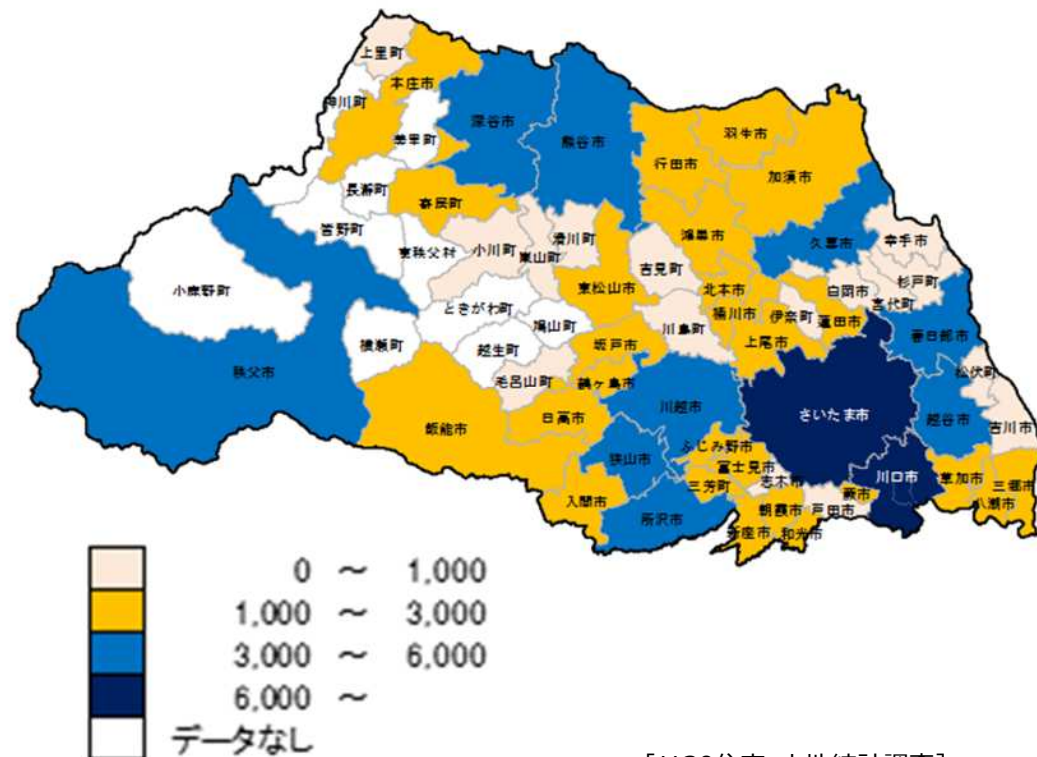 上里町
本庄市
神川町
美里町
深谷市
熊谷市
長瀞町
寄居町
皆野町
東秩父村
小川町
嵐山町
滑川町
行田市
羽生市
加須市
鴻巣市
久喜市
幸手市
杉戸町
宮代町
白岡市
吉見町
北本市
東松山市
小鹿野町
ときがわ町
鳩山町
川島町
桶川市
伊奈町
蓮田市
上尾市
春日部市
横瀬町
越生町
坂戸市
秩父市
毛呂山町
鶴ヶ島市
松伏町
川越市
さいたま市
越谷市
吉川市
飯能市
日高市
ふじみ野市
狭山市
富士見市
志木市
川口市
入間市
三芳町
蕨市
草加市
三郷市
所沢市
朝霞市
戸田市
八潮市
新座市
和光市
0 ～ 1,000
1,000 ～ 3,000
3,000 ～ 6,000
6,000 ～
データなし